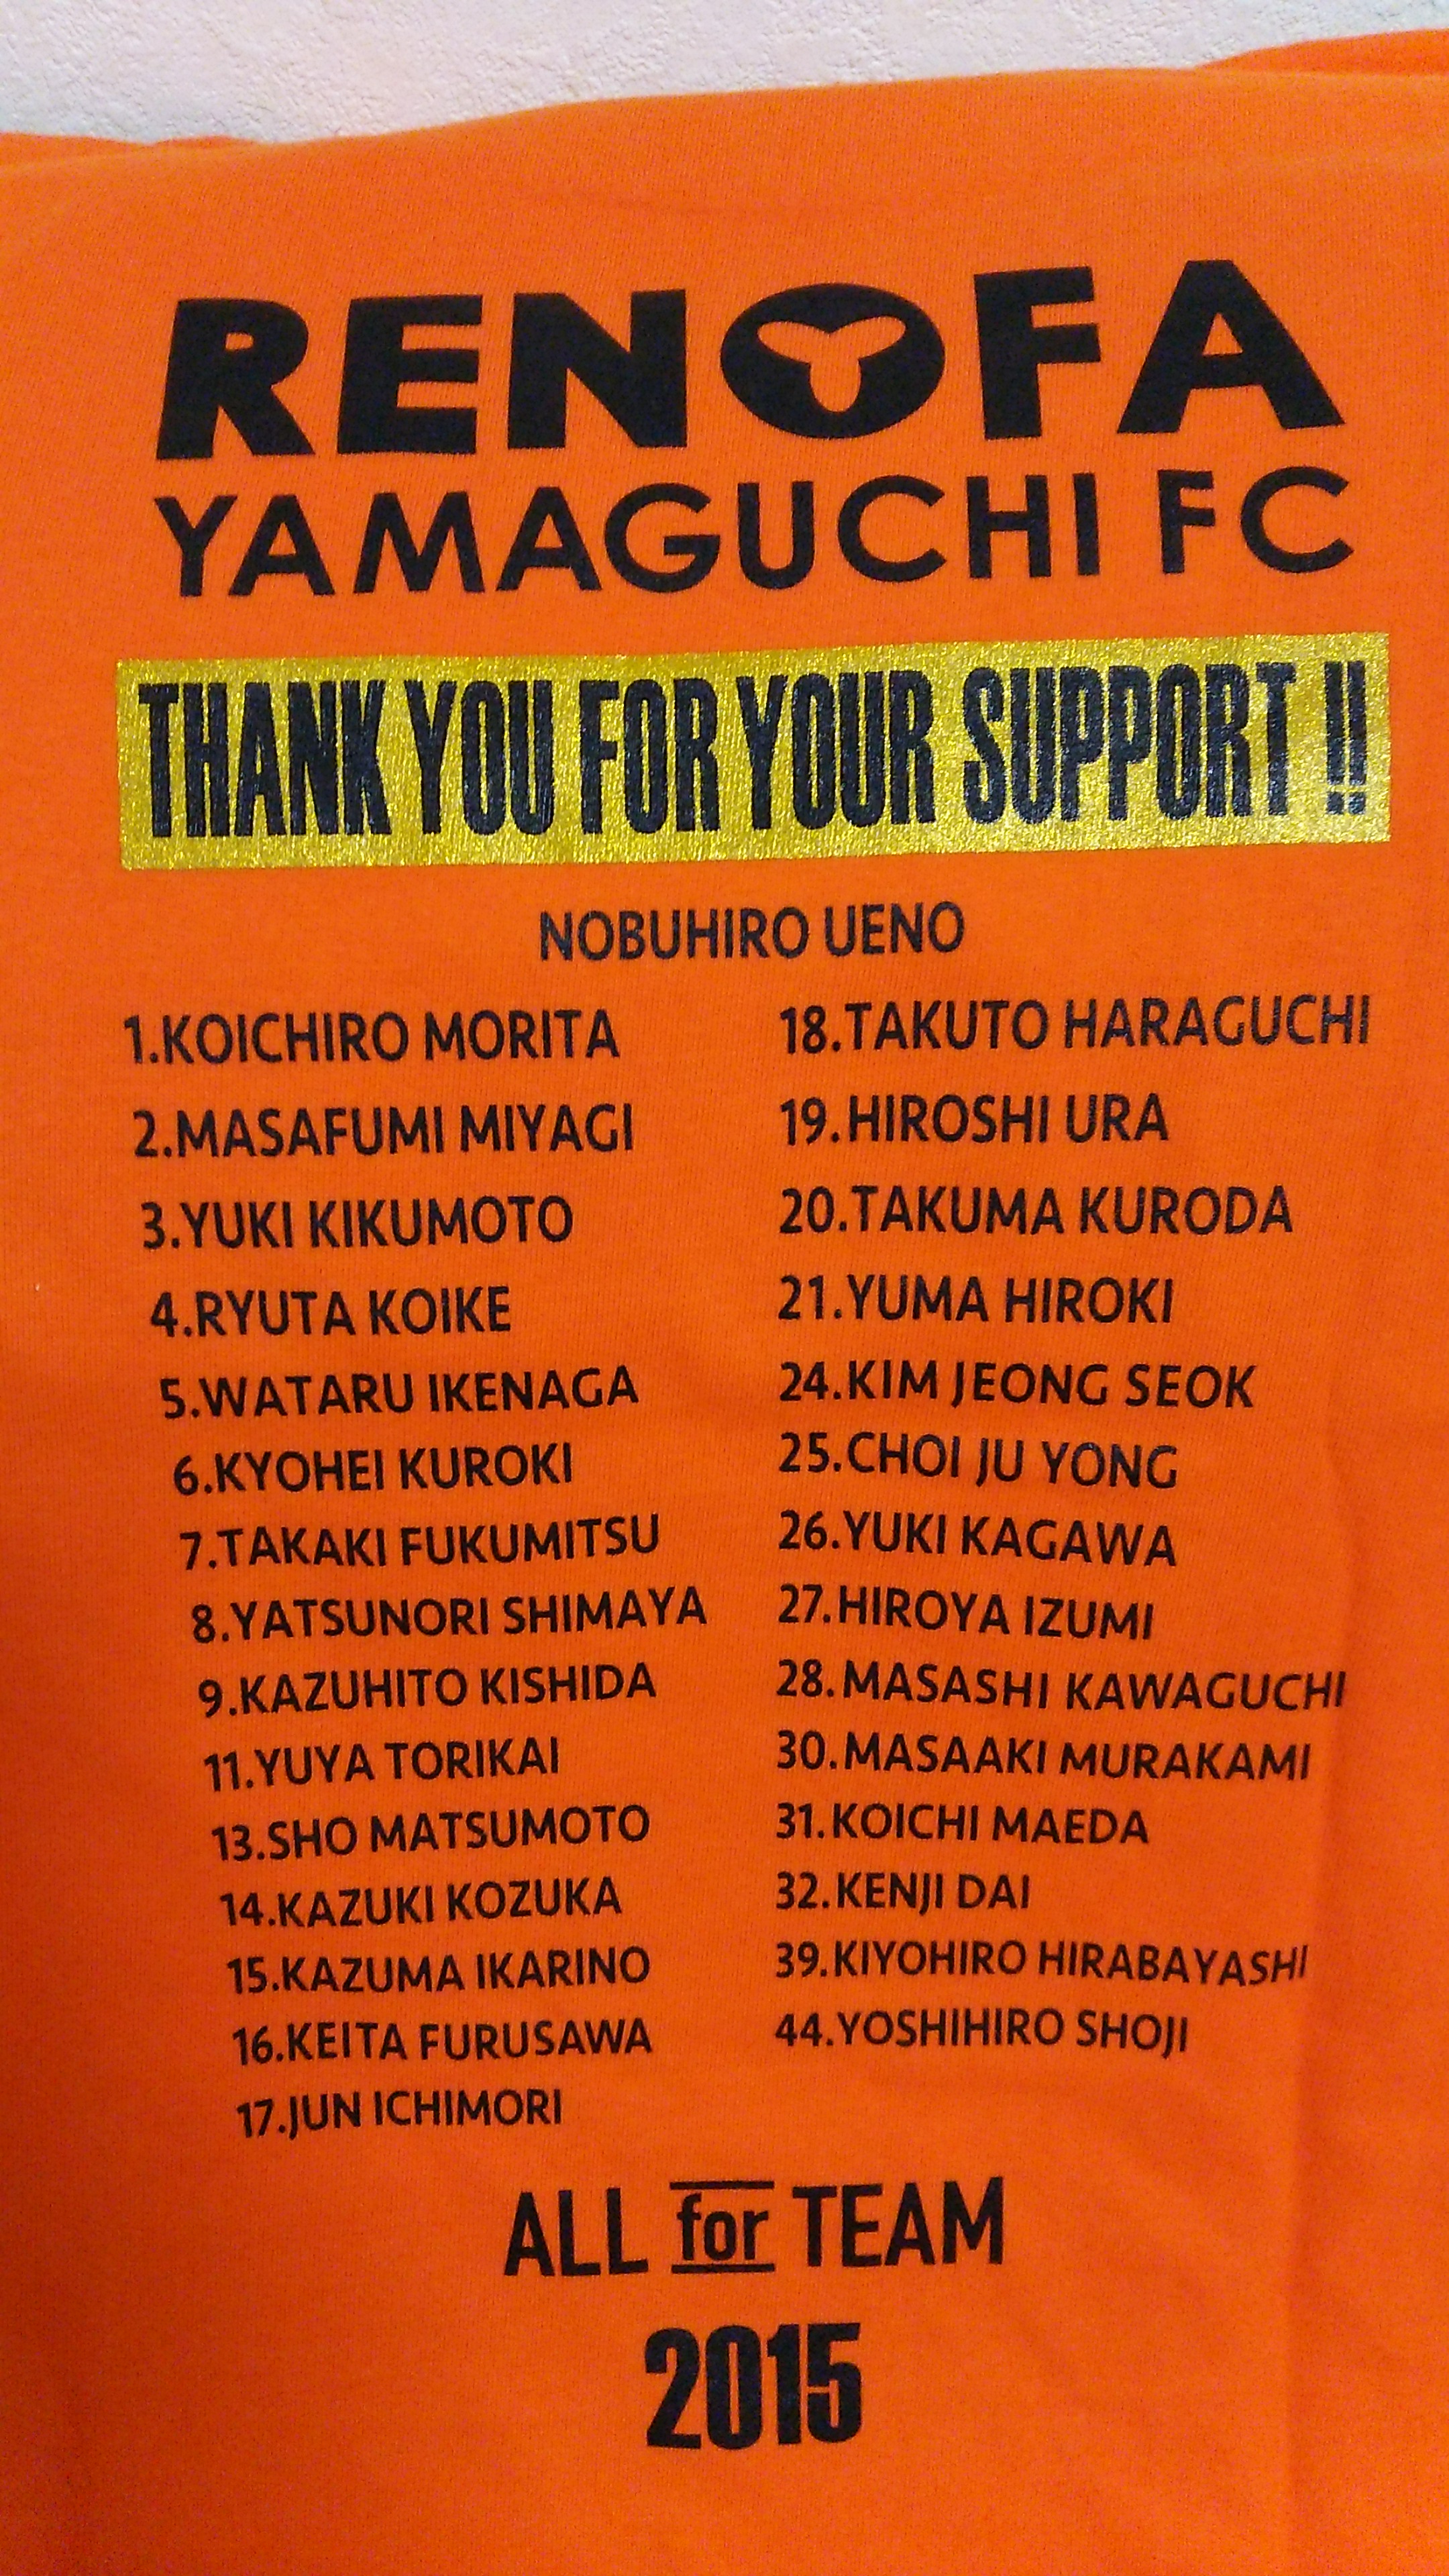 RENOFA
YAMAGUCHI FC
THANK YOU FOR YOUR SUPPORT !!
NOBUHIRO UENO
1.KOICHIRO MORITA
2.MASAFUMI MIYAGI
3.YUKI KIKUMOTO
4.RYUTA KOIKE
5.WATARU IKENAGA
6.KYOHEI KUROKI
7.TAKAKI FUKUMITSU
8.YATSUNORI SHIMAYA
9.KAZUHITO KISHIDA
11.YUYA TORIKAI
13.SHO MATSUMOTO
14.KAZUKI KOZUKA
15.KAZUMA IKARINO
16.KEITA FURUSAWA
17.JUN ICHIMORI
18.TAKUTO HARAGUCHI
19.HIROSHI URA
20.TAKUMA KURODA
21.YUMA HIROKI
24.KIM JEONG SEOK
25.CHOI JU YONG
26.YUKI KAGAWA
27.HIROYA IZUMI
28.MASASHI KAWAGUCHI
30.MASAAKI MURAKAMI
31.KOICHI MAEDA
32.KENJI DAI
39.KIYOHIRO HIRABAYASHI
44.YOSHIHIRO SHOJI
ALL for TEAM
2015